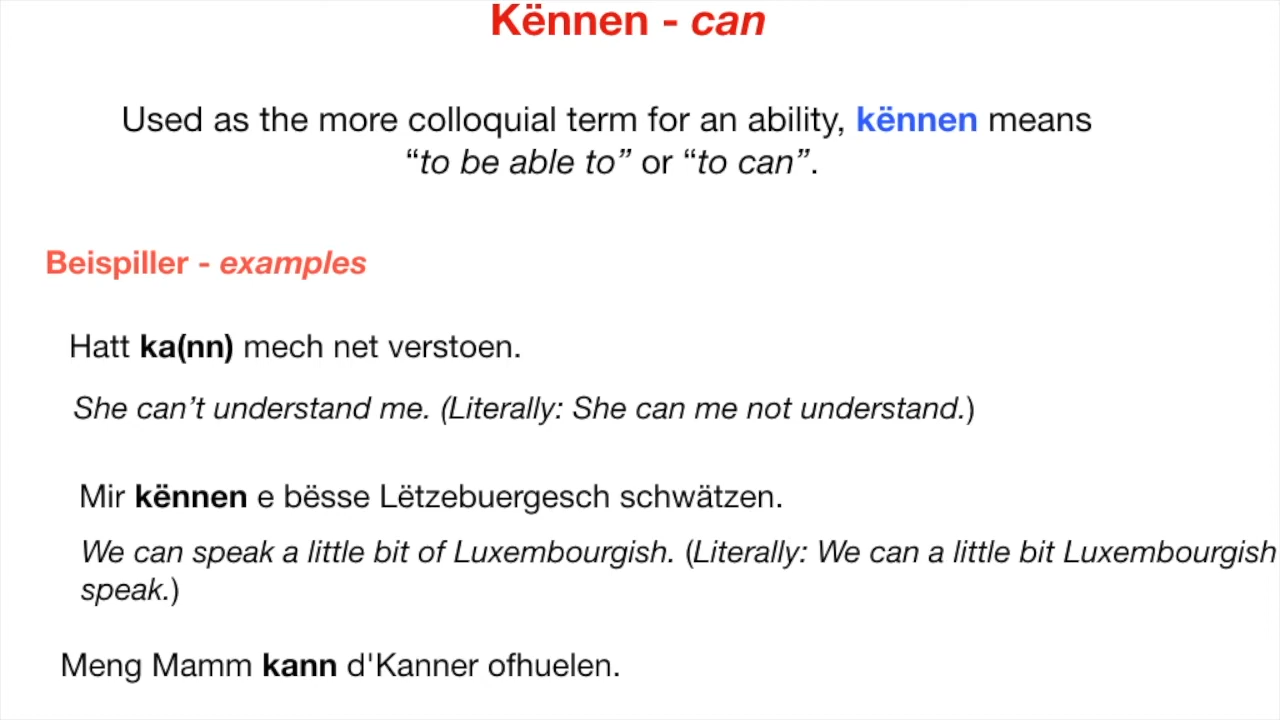 Kënnen - can
Used as the more colloquial term for an ability, kënnen means
“to be able to” or “to can”.
Beispiller - examples
Hatt ka(nn) mech net verstoen.
She can’t understand me. (Literally: She can me not understand.)
Mir kënnen e bësse Lëtzebuergesch schwätzen.
We can speak a little bit of Luxembourgish. (Literally: We can a little bit Luxembourgish
speak.)
Meng Mamm kann d'Kanner ofhuelen.